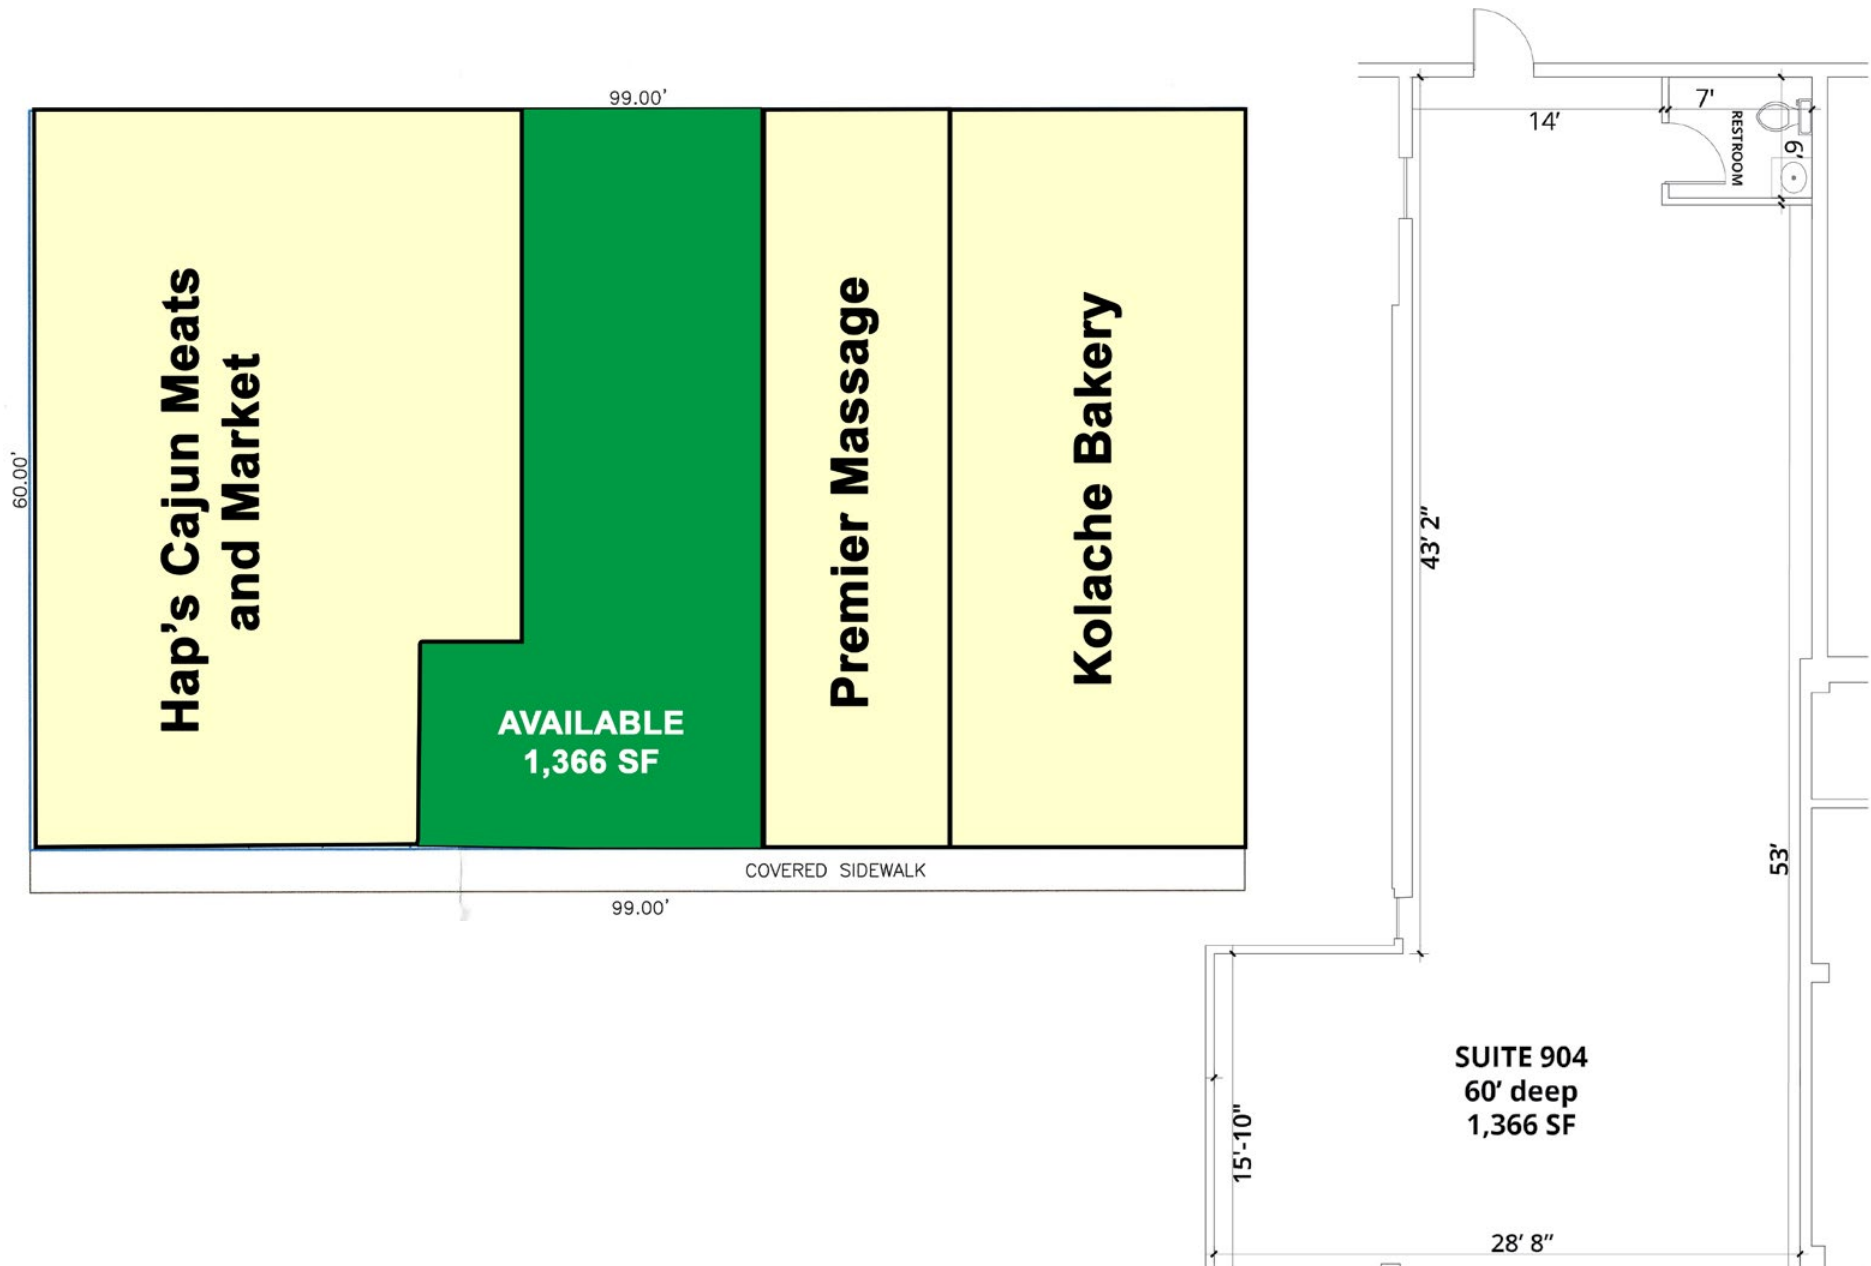 99.00'
60.00'
Hap's Cajun Meats
and Market
AVAILABLE
1,366 SF
Premier Massage
Kolache Bakery
COVERED SIDEWALK
99.00'
14'
7'
RESTROOM
6'
43' 2"
53'
SUITE 904
60' deep
1,366 SF
15'-10"
28' 8"